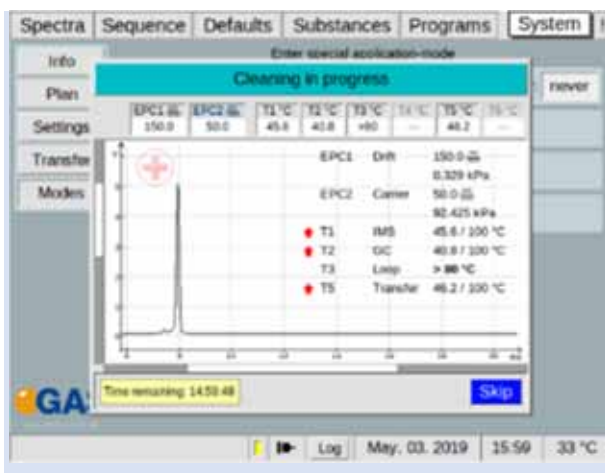 Spectra Sequence Defaults Substances Programs System
Info
Enter special application-mode
Plan
Settings
Transfer
Modes
never
Cleaning in progress
EPC1 EPC2 T1°C T2°C T3°C T4°C T5°C T6°C
150.0 50.0 45.6 40.8 >80 -- 46.2 --
EPC1 Drift 150.0
0.329 kPa
EPC2 Carrier 50.0
92.425 kPa
T1 IMS 45.6 / 100 °C
T2 GC 40.8 / 100 °C
T3 Loop > 80 °C
T5 Transfer 46.2 / 100 °C
Time remaining: 14:59:48
Skip
GA
Log May. 03. 2019 15:59 33 °C